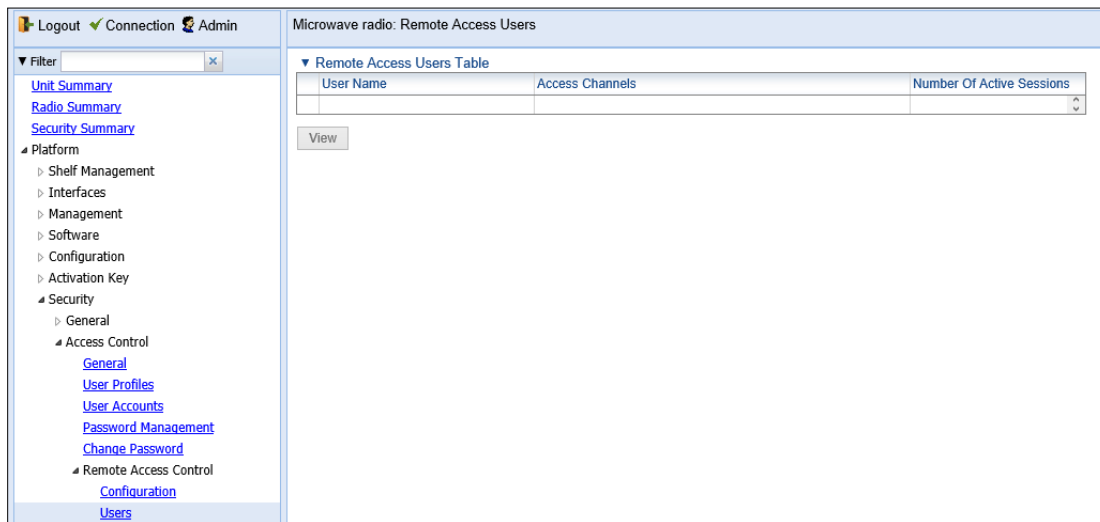 Logout Connection Admin
Filter
Unit Summary
Radio Summary
Security Summary
Platform
Shelf Management
Interfaces
Management
Software
Configuration
Activation Key
Security
General
Access Control
General
User Profiles
User Accounts
Password Management
Change Password
Remote Access Control
Configuration
Users
Microwave radio: Remote Access Users
Remote Access Users Table
User Name Access Channels Number Of Active Sessions
View